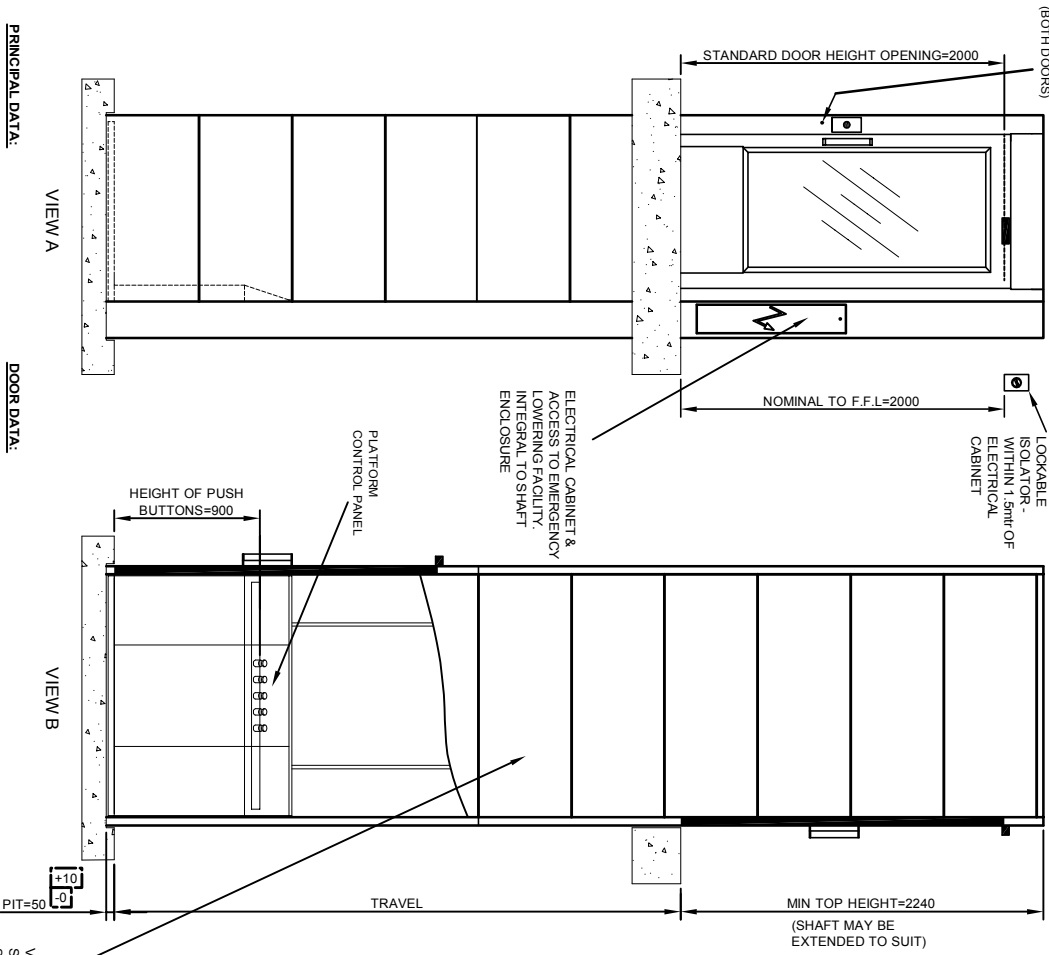 (BOTH DOORS)
STANDARD DOOR HEIGHT OPENING=2000
LOCKABLE
ISOLATOR -
WITHIN 1.5mtr OF
ELECTRICAL
CABINET
NOMINAL TO F.F.L=2000
ELECTRICAL CABINET &
ACCESS TO EMERGENCY
LOWERING FACILITY.
INTEGRAL TO SHAFT
ENCLOSURE
PLATFORM
CONTROL PANEL
HEIGHT OF PUSH
BUTTONS=900
VIEW A
VIEW B
PRINCIPAL DATA:
DOOR DATA:
+10
-0
PIT=50
TRAVEL
MIN TOP HEIGHT=2240
(SHAFT MAY BE
EXTENDED TO SUIT)